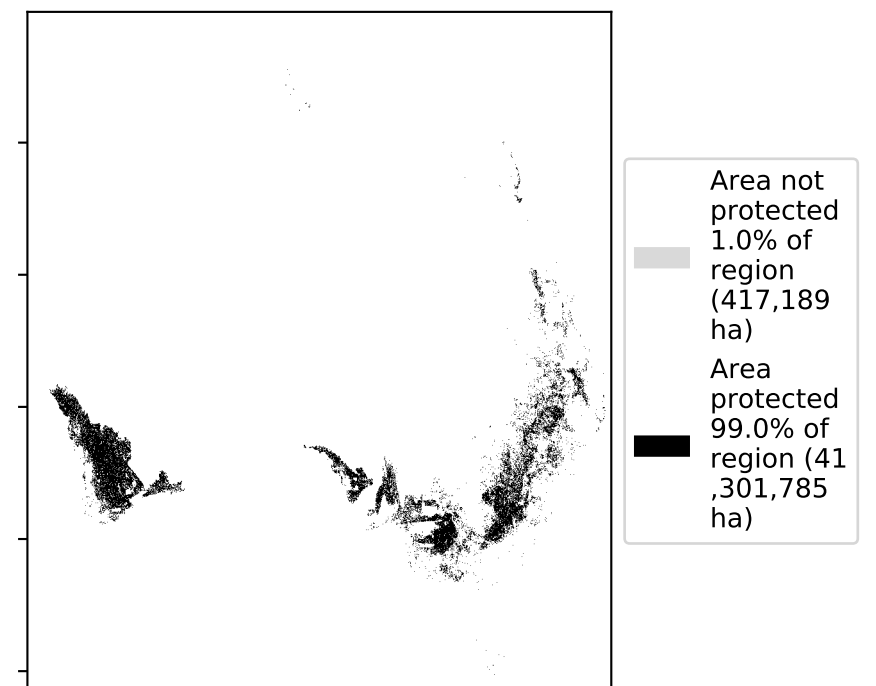 Area not
protected
1.0% of
region
(417,189
ha)
Area
protected
99.0% of
region (41
,301,785
ha)